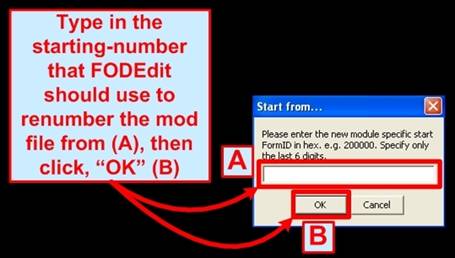 Type in the
starting-number
that FODEdit
should use to
renumber the mod
file from (A), then
click, “OK” (B)
Start from...
Please enter the new module specific start
FormID in hex. e.g. 200000. Specify only
the last 6 digits.
A
OK
Cancel
B